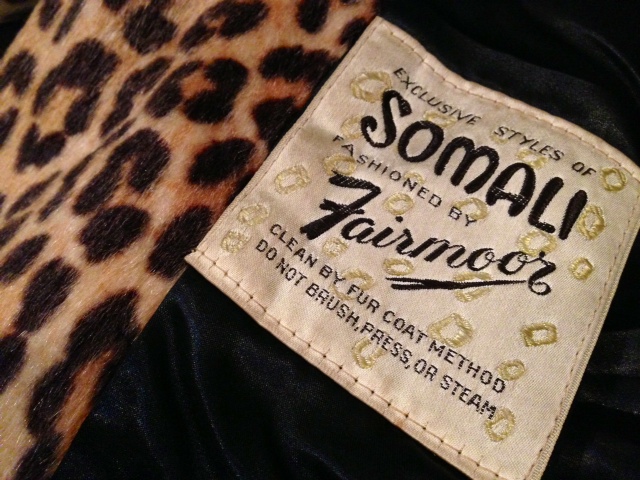 EXCLUSIVE STYLES OF
SOMALI
FASHIONED BY
Fairmoor
CLEAN BY FUR COAT METHOD
DO NOT BRUSH, PRESS, OR STEAM